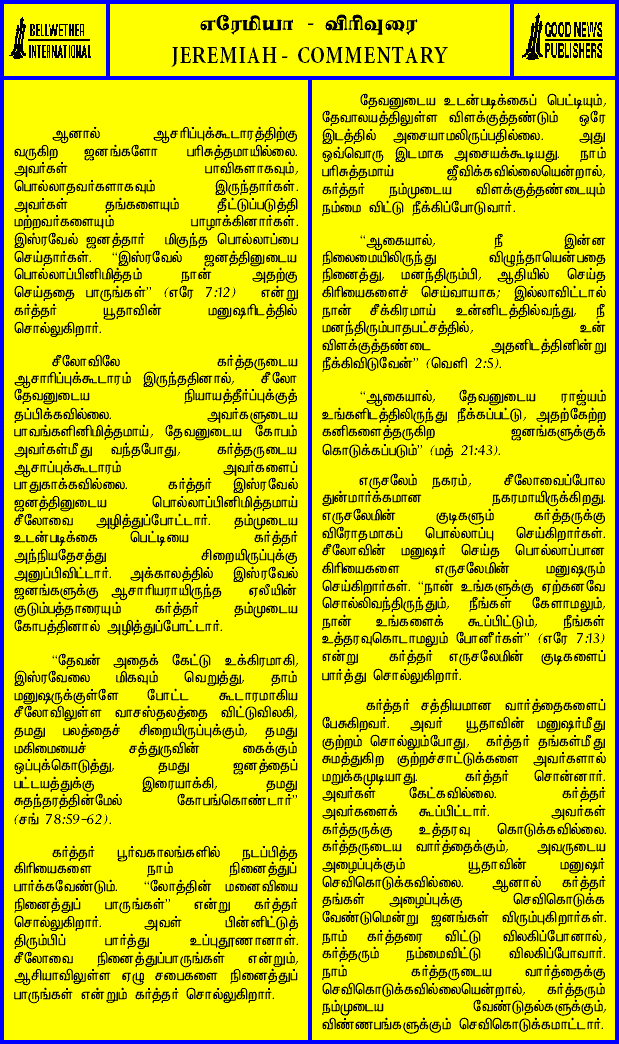 BELLWETHER
INTERNATIONAL
எரேமியா - விரிவுரை
JEREMIAH - COMMENTARY
GOOD NEWS
PUBLISHERS
ஆனால் ஆசரிப்புக்கூடாரத்திற்கு
வருகிற ஜனங்களோ பரிசுத்தமாயில்லை.
அவர்கள் பாவிகளாகவும்,
பொல்லாதவர்களாகவும் இருந்தார்கள்.
அவர்கள் தங்களையும் தீட்டுப்படுத்தி
மற்றவர்களையும் பாழாக்கினார்கள்.
இஸ்ரவேல் ஜனத்தார் மிகுந்த பொல்லாப்பை
செய்தார்கள். “இஸ்ரவேல் ஜனத்தினுடைய
பொல்லாப்பினிமித்தம் நான் அதற்கு
செய்ததை பாருங்கள்” (எரே 7:12) என்று
கர்த்தர் யூதாவின் மனுஷரிடத்தில்
சொல்லுகிறார்.
சீலோவிலே கர்த்தருடைய
ஆசாரிப்புக்கூடாரம் இருந்ததினால், சீலோ
தேவனுடைய நியாயத்தீர்ப்புக்குத்
தப்பிக்கவில்லை. அவர்களுடைய
பாவங்களினிமித்தமாய், தேவனுடைய கோபம்
அவர்கள்மீது வந்தபோது, கர்த்தருடைய
ஆசாப்புக்கூடாரம் அவர்களைப்
பாதுகாக்கவில்லை. கர்த்தர் இஸ்ரவேல்
ஜனத்தினுடைய பொல்லாப்பினிமித்தமாய்
சீலோவை அழித்துப்போட்டார். தம்முடைய
உடன்படிக்கை பெட்டியை கர்த்தர்
அந்நியதேசத்து சிறையிருப்புக்கு
அனுப்பிவிட்டார். அக்காலத்தில் இஸ்ரவேல்
ஜனங்களுக்கு ஆசாரியராயிருந்த ஏலீயின்
குடும்பத்தாரையும் கர்த்தர் தம்முடைய
கோபத்தினால் அழித்துப்போட்டார்.
“தேவன் அதைக் கேட்டு உக்கிரமாகி,
இஸ்ரவேலை மிகவும் வெறுத்து, தாம்
மனுஷருக்குள்ளே போட்ட கூடாரமாகிய
சீலோவிலுள்ள வாசஸ்தலத்தை விட்டுவிலகி,
தமது பலத்தைச் சிறையிருப்புக்கும், தமது
மகிமையைச் சத்துருவின் கைக்கும்
ஒப்புக்கொடுத்து, தமது ஜனத்தைப்
பட்டயத்துக்கு இரையாக்கி, தமது
சுதந்தரத்தின்மேல் கோபங்கொண்டார்”
(சங் 78:59-62).
கர்த்தர் பூர்வகாலங்களில் நடப்பித்த
கிரியைகளை நாம் நினைத்துப்
பார்க்கவேண்டும். “லோத்தின் மனைவியை
நினைத்துப் பாருங்கள்” என்று கர்த்தர்
சொல்லுகிறார். அவள் பின்னிட்டுத்
திரும்பிப் பார்த்து உப்புதூணானாள்.
சீலோவை நினைத்துப்பாருங்கள் என்றும்,
ஆசியாவிலுள்ள ஏழு சபைகளை நினைத்துப்
பாருங்கள் என்றும் கர்த்தர் சொல்லுகிறார்.
தேவனுடைய உடன்படிக்கைப் பெட்டியும்,
தேவாலயத்திலுள்ள விளக்குத்தண்டும் ஒரே
இடத்தில் அசையாமலிருப்பதில்லை. அது
ஒவ்வொரு இடமாக அசையக்கூடியது. நாம்
பரிசுத்தமாய் ஜீவிக்கவில்லையென்றால்,
கர்த்தர் நம்முடைய விளக்குத்தண்டையும்
நம்மை விட்டு நீக்கிப்போடுவார்.
“ஆகையால், நீ இன்ன
நிலைமையிலிருந்து விழுந்தாயென்பதை
நினைத்து, மனந்திரும்பி, ஆதியில் செய்த
கிரியைகளைச் செய்வாயாக; இல்லாவிட்டால்
நான் சீக்கிரமாய் உன்னிடத்தில்வந்து, நீ
மனந்திரும்பாதபட்சத்தில், உன்
விளக்குத்தண்டை அதனிடத்தினின்று
நீக்கிவிடுவேன்” (வெளி 2:5).
“ஆகையால், தேவனுடைய ராஜ்யம்
உங்களிடத்திலிருந்து நீக்கப்பட்டு, அதற்கேற்ற
கனிகளைத்தருகிற ஜனங்களுக்குக்
கொடுக்கப்படும்” (மத் 21:43).
எருசலேம் நகரம், சீலோவைப்போல
துன்மார்க்கமான நகரமாயிருக்கிறது.
எருசலேமின் குடிகளும் கர்த்தருக்கு
விரோதமாகப் பொல்லாப்பு செய்கிறார்கள்.
சீலோவின் மனுஷர் செய்த பொல்லாப்பான
கிரியைகளை எருசலேமின் மனுஷரும்
செய்கிறார்கள். “நான் உங்களுக்கு ஏற்கனவே
சொல்லிவந்திருந்தும், நீங்கள் கேளாமலும்,
நான் உங்களைக் கூப்பிட்டும், நீங்கள்
உத்தரவுகொடாமலும் போனீர்கள்” (எரே 7:13)
என்று கர்த்தர் எருசலேமின் குடிகளைப்
பார்த்து சொல்லுகிறார்.
கர்த்தர் சத்தியமான வார்த்தைகளைப்
பேசுகிறவர். அவர் யூதாவின் மனுஷர்மீது
குற்றம் சொல்லும்போது, கர்த்தர் தங்கள்மீது
சுமத்துகிற குற்றச்சாட்டுக்களை அவர்களால்
மறுக்கமுடியாது. கர்த்தர் சொன்னார்.
அவர்கள் கேட்கவில்லை. கர்த்தர்
அவர்களைக் கூப்பிட்டார். அவர்கள்
கர்த்தருக்கு உத்தரவு கொடுக்கவில்லை.
கர்த்தருடைய வார்த்தைக்கும், அவருடைய
அழைப்புக்கும் யூதாவின் மனுஷர்
செவிகொடுக்கவில்லை. ஆனால் கர்த்தர்
தங்கள் அழைப்புக்கு செவிகொடுக்க
வேண்டுமென்று ஜனங்கள் விரும்புகிறார்கள்.
நாம் கர்த்தரை விட்டு விலகிப்போனால்,
கர்த்தரும் நம்மைவிட்டு விலகிப்போவார்.
நாம் கர்த்தருடைய வார்த்தைக்கு
செவிகொடுக்கவில்லையென்றால், கர்த்தரும்
நம்முடைய வேண்டுதல்களுக்கும்,
விண்ணபங்களுக்கும் செவிகொடுக்கமாட்டார்.